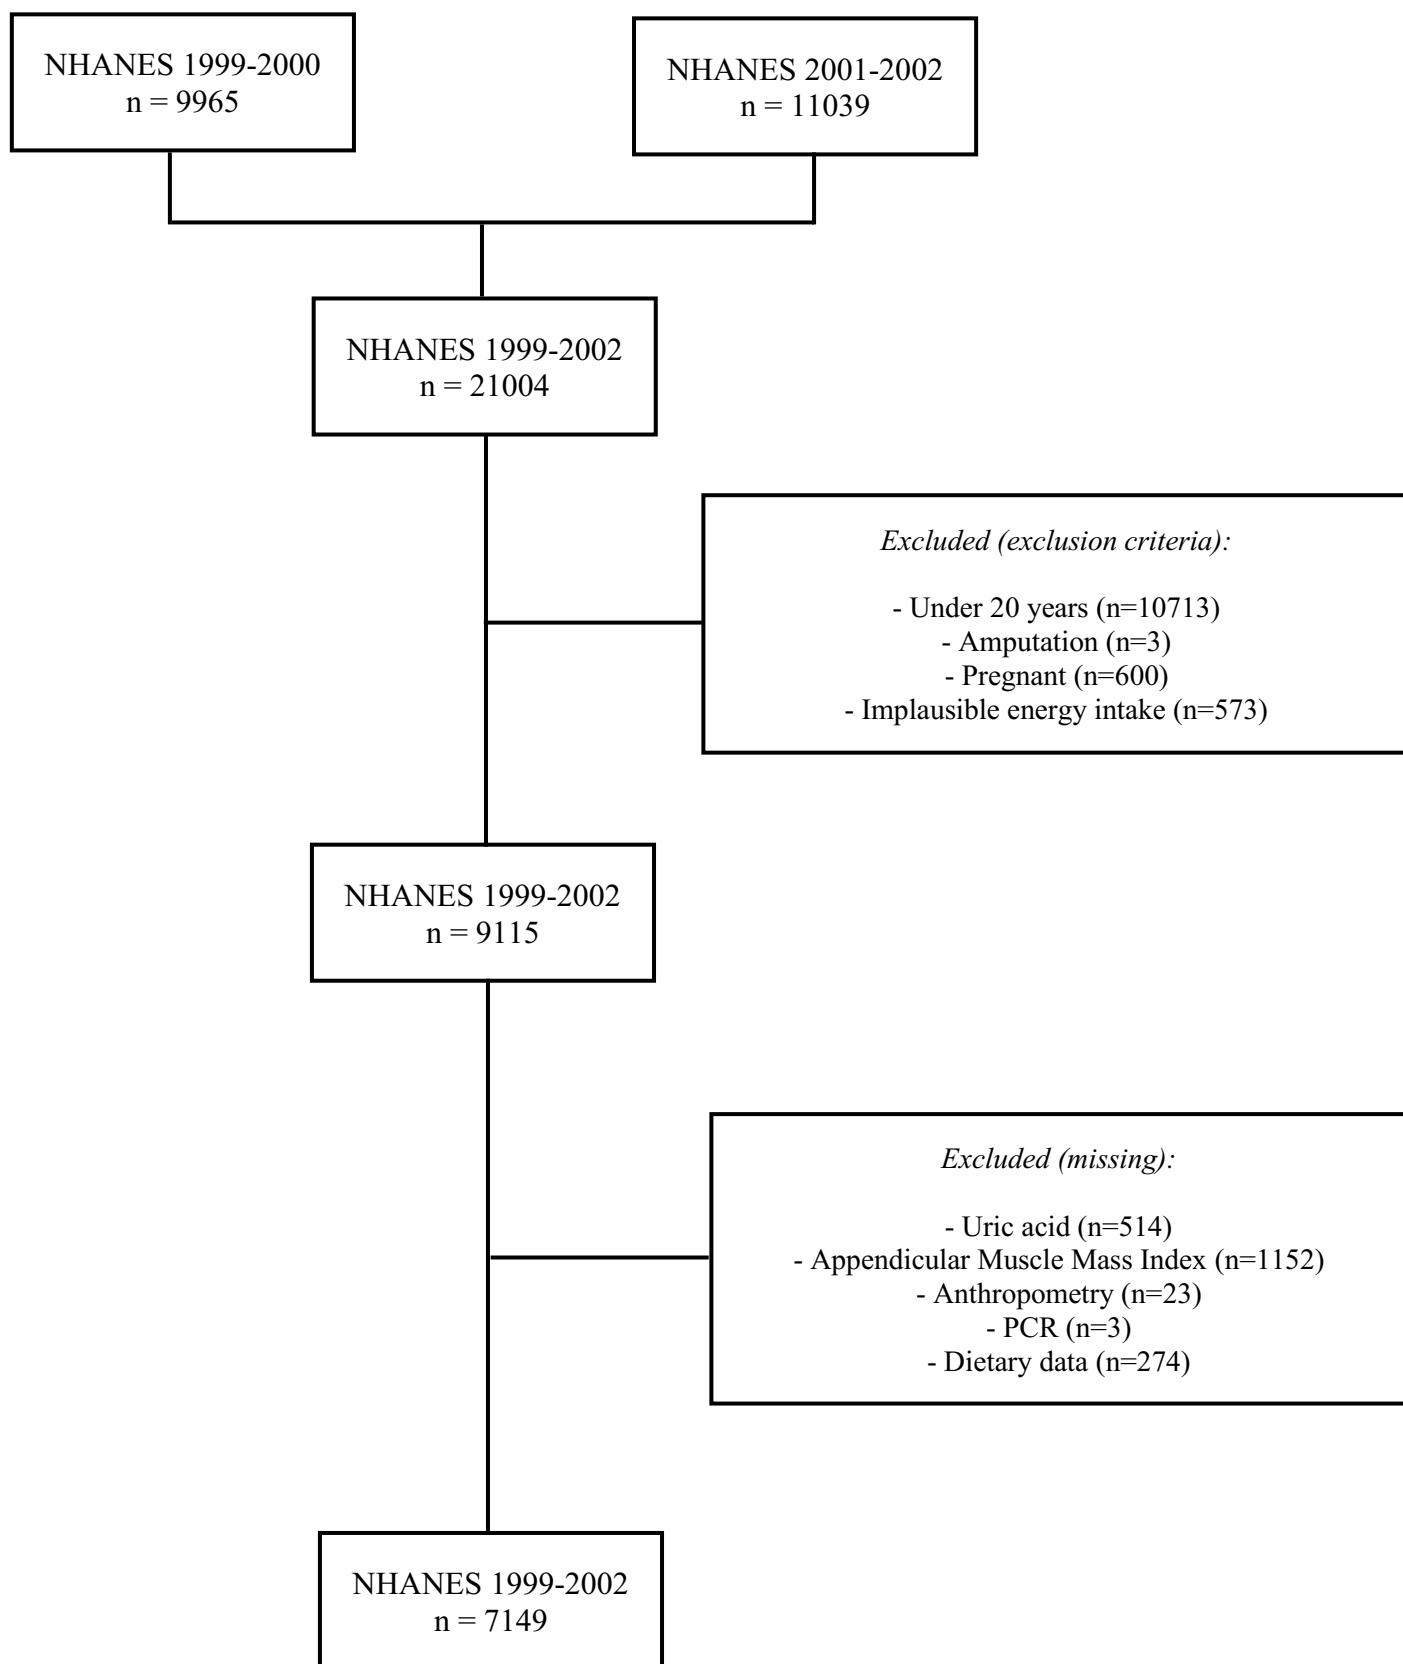 NHANES 1999-2000
n = 9965
NHANES 2001-2002
n = 11039
NHANES 1999-2002
n = 21004
Excluded (exclusion criteria):
- Under 20 years (n=10713)
- Amputation (n=3)
- Pregnant (n=600)
- Implausible energy intake (n=573)
NHANES 1999-2002
n = 9115
Excluded (missing):
- Uric acid (n=514)
- Appendicular Muscle Mass Index (n=1152)
- Anthropometry (n=23)
- PCR (n=3)
- Dietary data (n=274)
NHANES 1999-2002
n = 7149